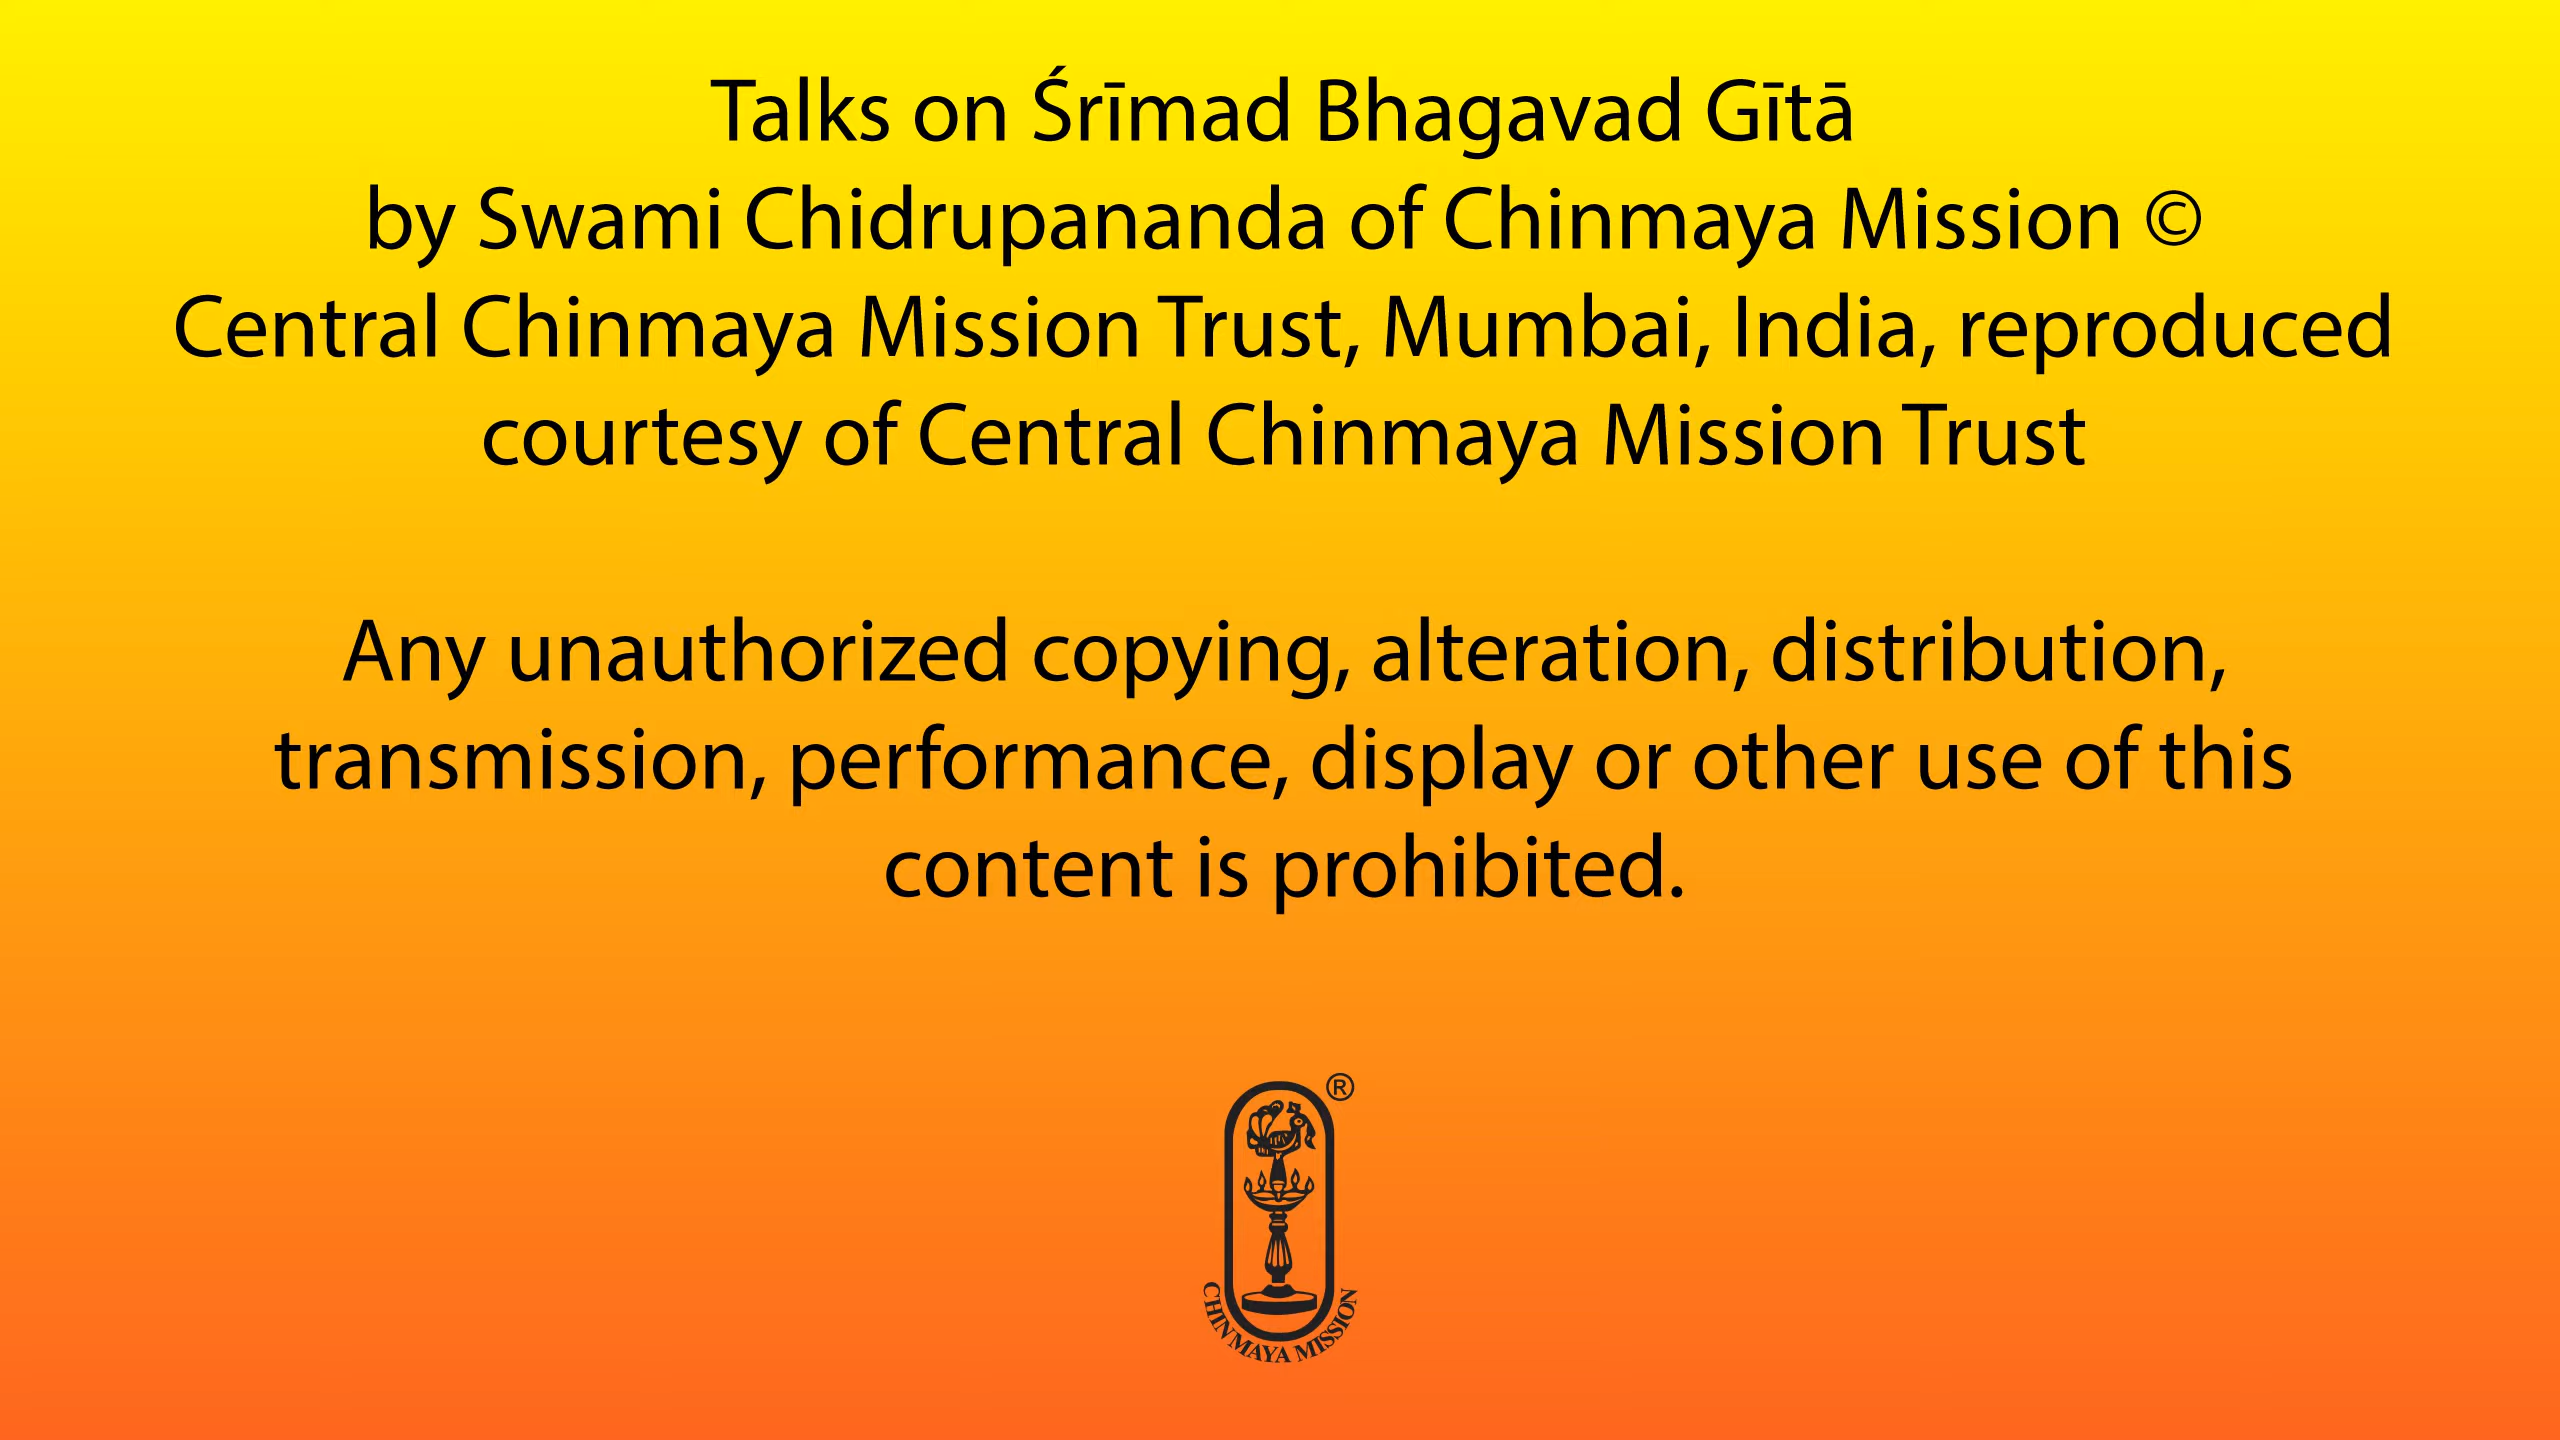 Talks on Śrīmad Bhagavad Gītā
by Swami Chidrupananda of Chinmaya Mission ©
Central Chinmaya Mission Trust, Mumbai, India, reproduced
courtesy of Central Chinmaya Mission Trust
Any unauthorized copying, alteration, distribution,
transmission, performance, display or other use of this
content is prohibited.
®
CHINMAYA MISSION